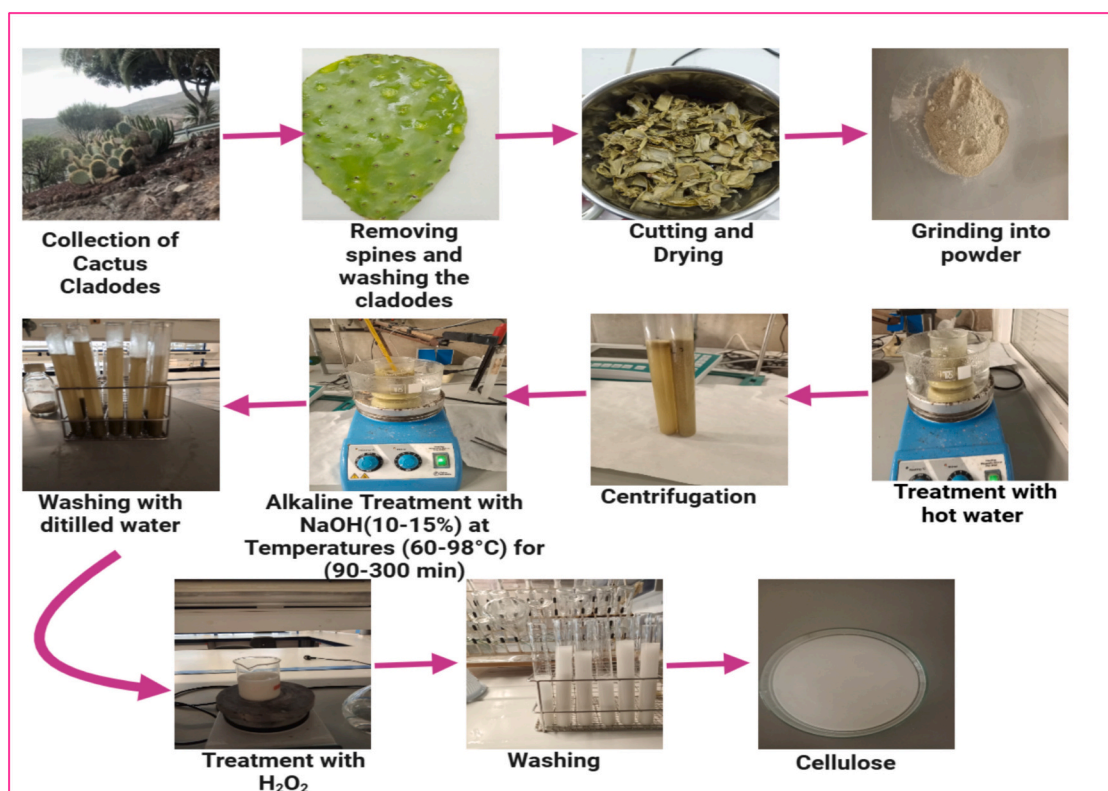 Collection of
Cactus
Cladodes
Removing
spines and
washing the
cladodes
Cutting and
Drying
Grinding into
powder
Treatment with
hot water
Centrifugation
Alkaline Treatment with
NaOH(10-15%) at
Temperatures (60-98°C) for
(90-300 min)
Washing with
ditilled water
Treatment with
H₂O₂
Washing
Cellulose